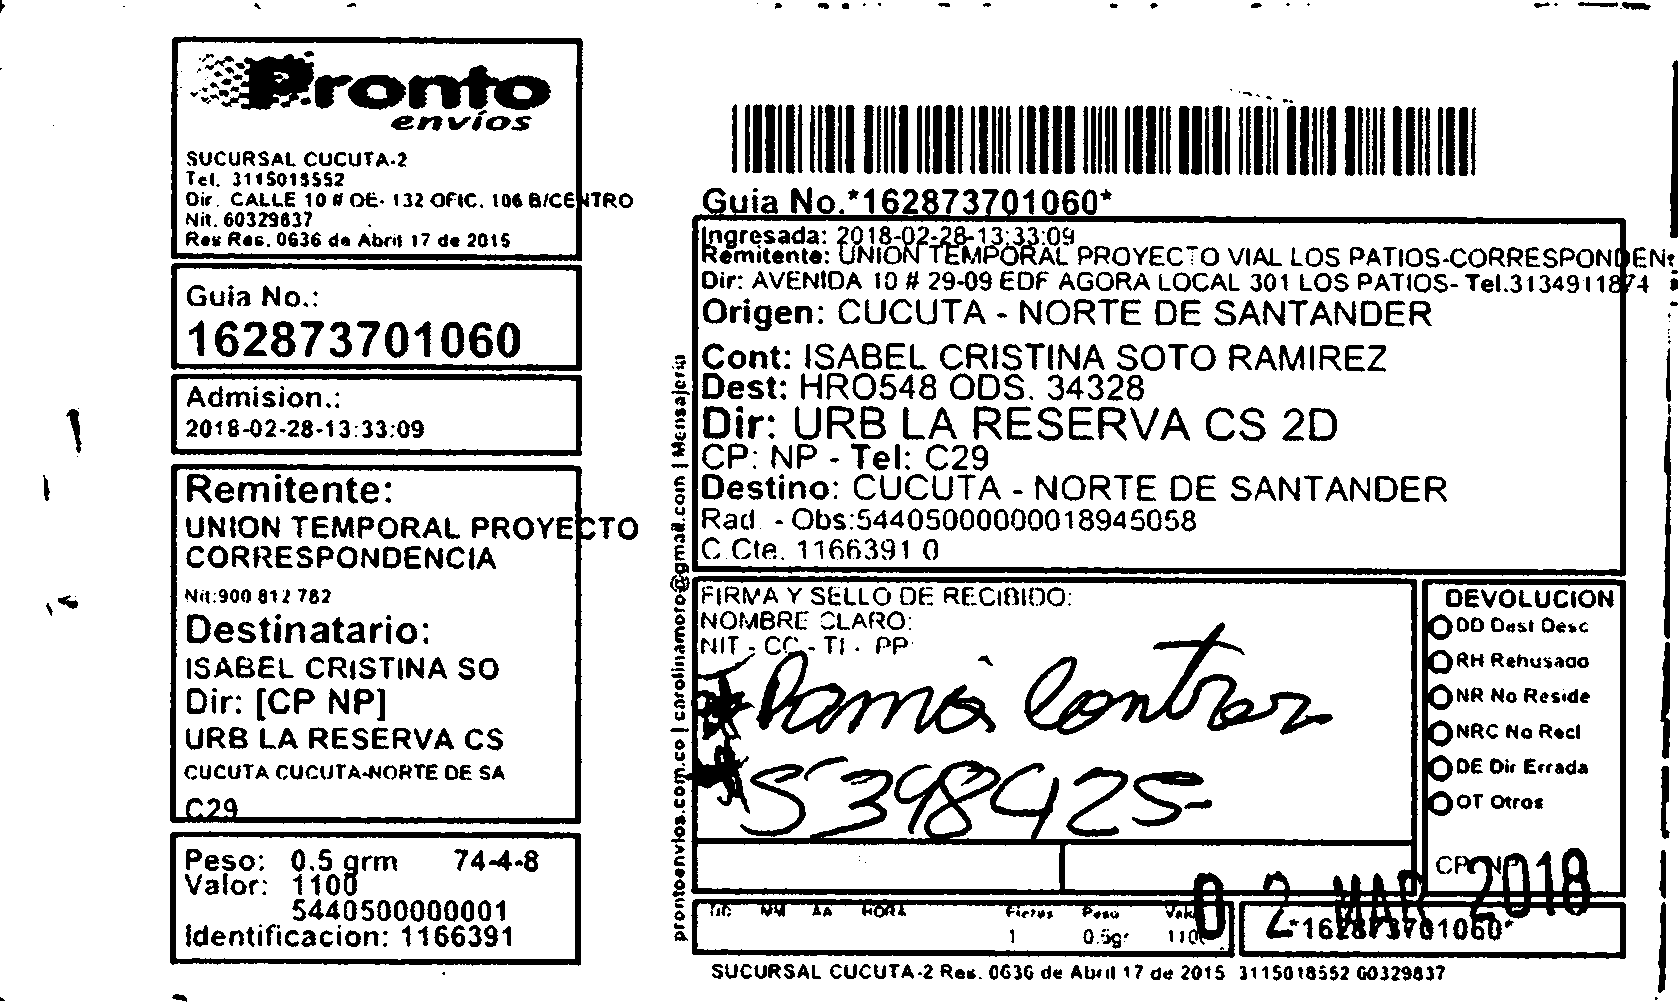 Pronto
envíos
SUCURSAL CUCUTA-2
Tel. 3115018552
Dir. CALLE 10 # OE- 132 OFIC. 106 B/CENTRO
Nit. 60329837
Res Res. 0636 de Abril 17 de 2015
Guia No.:
162873701060
Admision.:
2018-02-28-13:33:09
Remitente:
UNION TEMPORAL PROYECTO
CORRESPONDENCIA
Nit:900 812 782
Destinatario:
ISABEL CRISTINA SO
Dir: [CP NP]
URB LA RESERVA CS
CUCUTA CUCUTA-NORTE DE SA
C29
Peso: 0.5 grm 74-4-8
Valor: 1100
5440500000001
Identificacion: 1166391
prontoenvios.com.co | carolinamoro@gmail.com | Mensajeria
Guia No.*162873701060*
Ingresada: 2018-02-28-13:33:09
Remitente: UNION TEMPORAL PROYECTO VIAL LOS PATIOS-CORRESPONDEN
Dir: AVENIDA 10 # 29-09 EDF AGORA LOCAL 301 LOS PATIOS- Tel.3134911874
Origen: CUCUTA - NORTE DE SANTANDER
Cont: ISABEL CRISTINA SOTO RAMIREZ
Dest: HRO548 ODS. 34328
Dir: URB LA RESERVA CS 2D
CP: NP - Tel: C29
Destino: CUCUTA - NORTE DE SANTANDER
Rad - Obs:544050000000018945058
C.Cte. 1166391 0
FIRMA Y SELLO DE RECIBIDO:
NOMBRE CLARO:
NIT - CC - TI - PP
5398425
DEVOLUCION
DD Dest Desc
RH Rehusado
NR No Reside
NRC No Recl
DE Dir Errada
OT Otros
CP: NP
02 MAR 2018
DD MM AA HORA Fletes Peso Valor
1 0.5gr 1100
*162873701060*
SUCURSAL CUCUTA-2 Res. 0636 de Abril 17 de 2015 3115018552 60329837